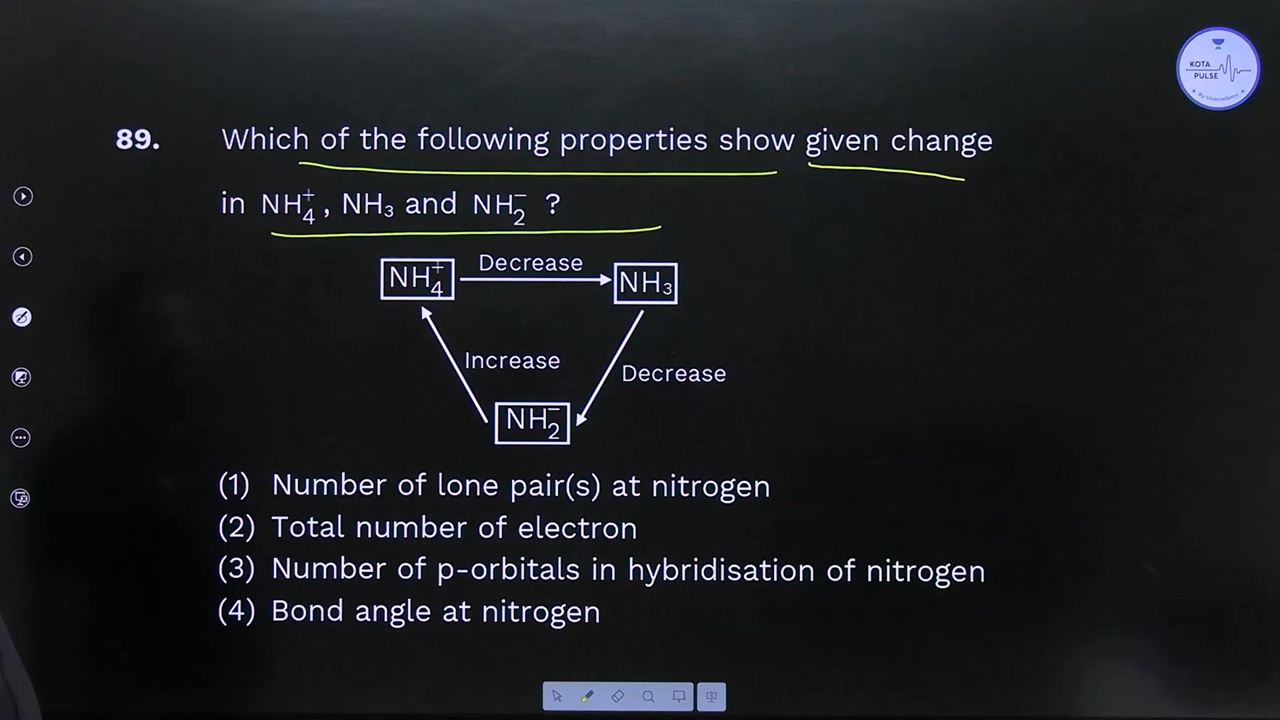 KOTA
PULSE
By Unacademy
89. Which of the following properties show given change
in NH₄⁺, NH₃ and NH₂⁻ ?
NH₄⁺ Decrease NH₃
Increase
Decrease
NH₂⁻
(1) Number of lone pair(s) at nitrogen
(2) Total number of electron
(3) Number of p-orbitals in hybridisation of nitrogen
(4) Bond angle at nitrogen